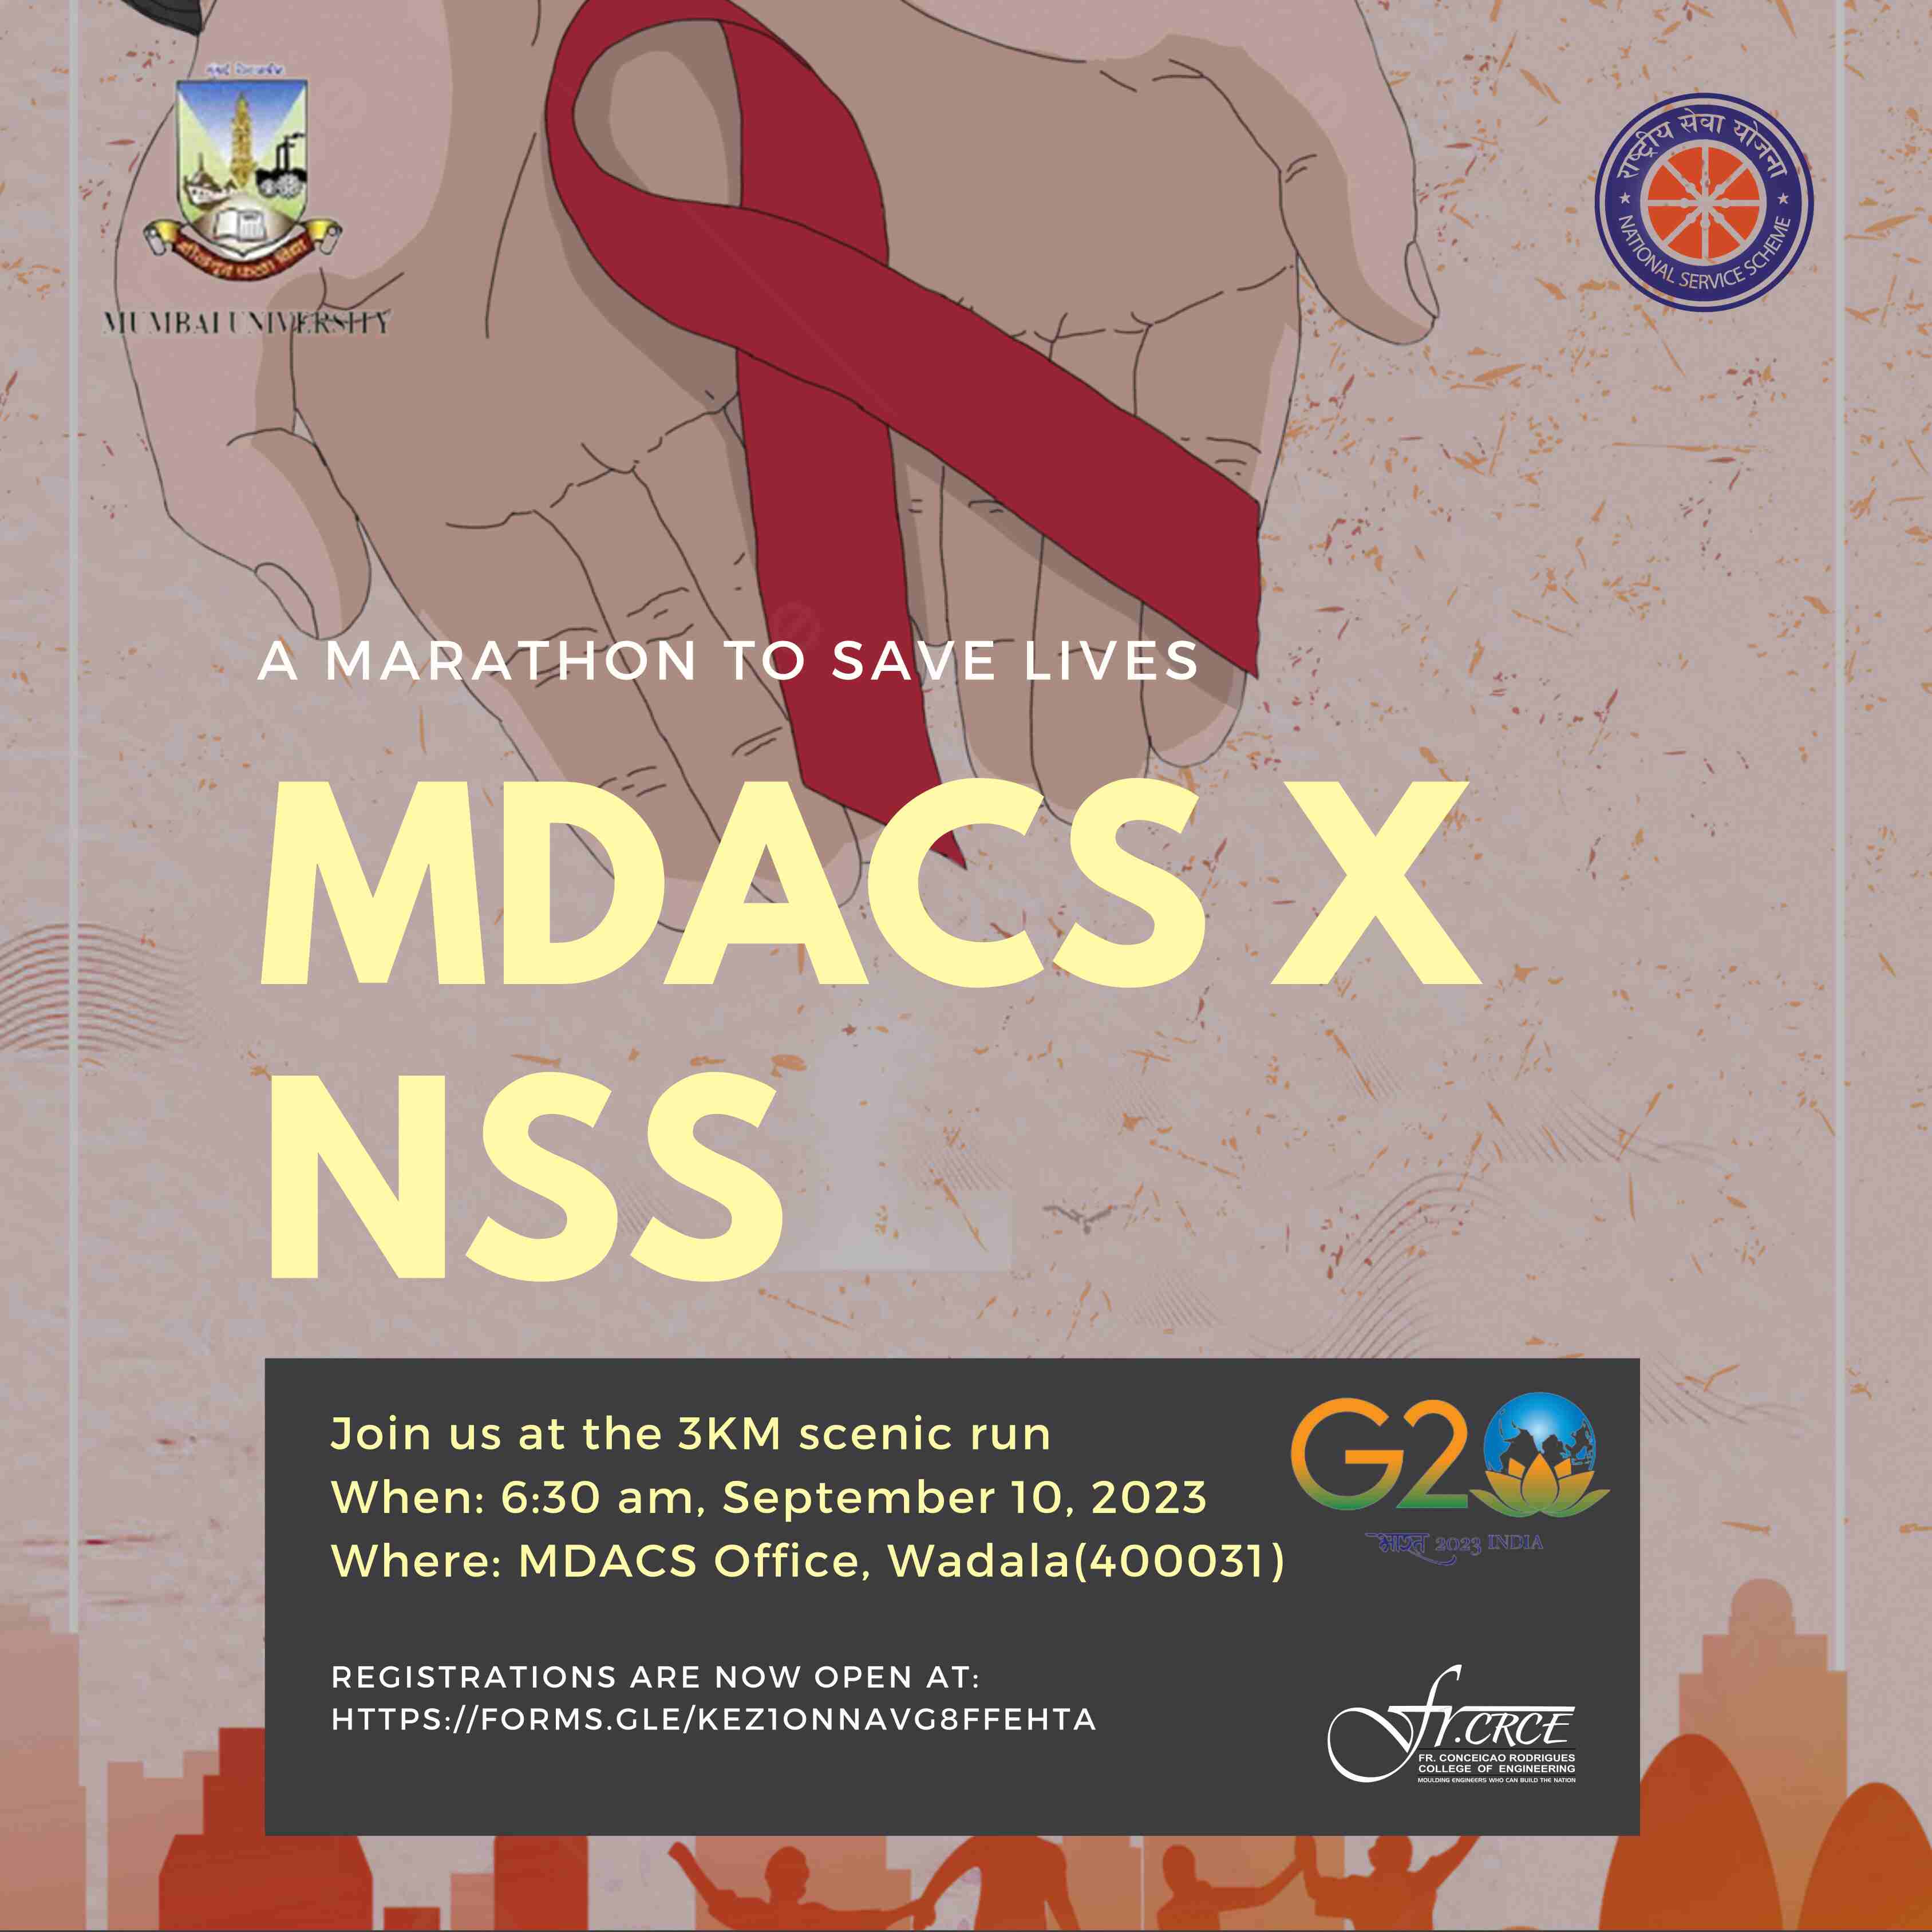 MUMBAI UNIVERSITY
राष्ट्रीय सेवा योजना
NATIONAL SERVICE SCHEME
A MARATHON TO SAVE LIVES
MDACS X
NSS
Join us at the 3KM scenic run
When: 6:30 am, September 10, 2023
Where: MDACS Office, Wadala(400031)
G20
भारत 2023 INDIA
REGISTRATIONS ARE NOW OPEN AT:
HTTPS://FORMS.GLE/KEZ1ONNAVG8FFEHTA
Fr.CRCE
FR. CONCEICAO RODRIGUES
COLLEGE OF ENGINEERING
MOULDING ENGINEERS WHO CAN BUILD THE NATION